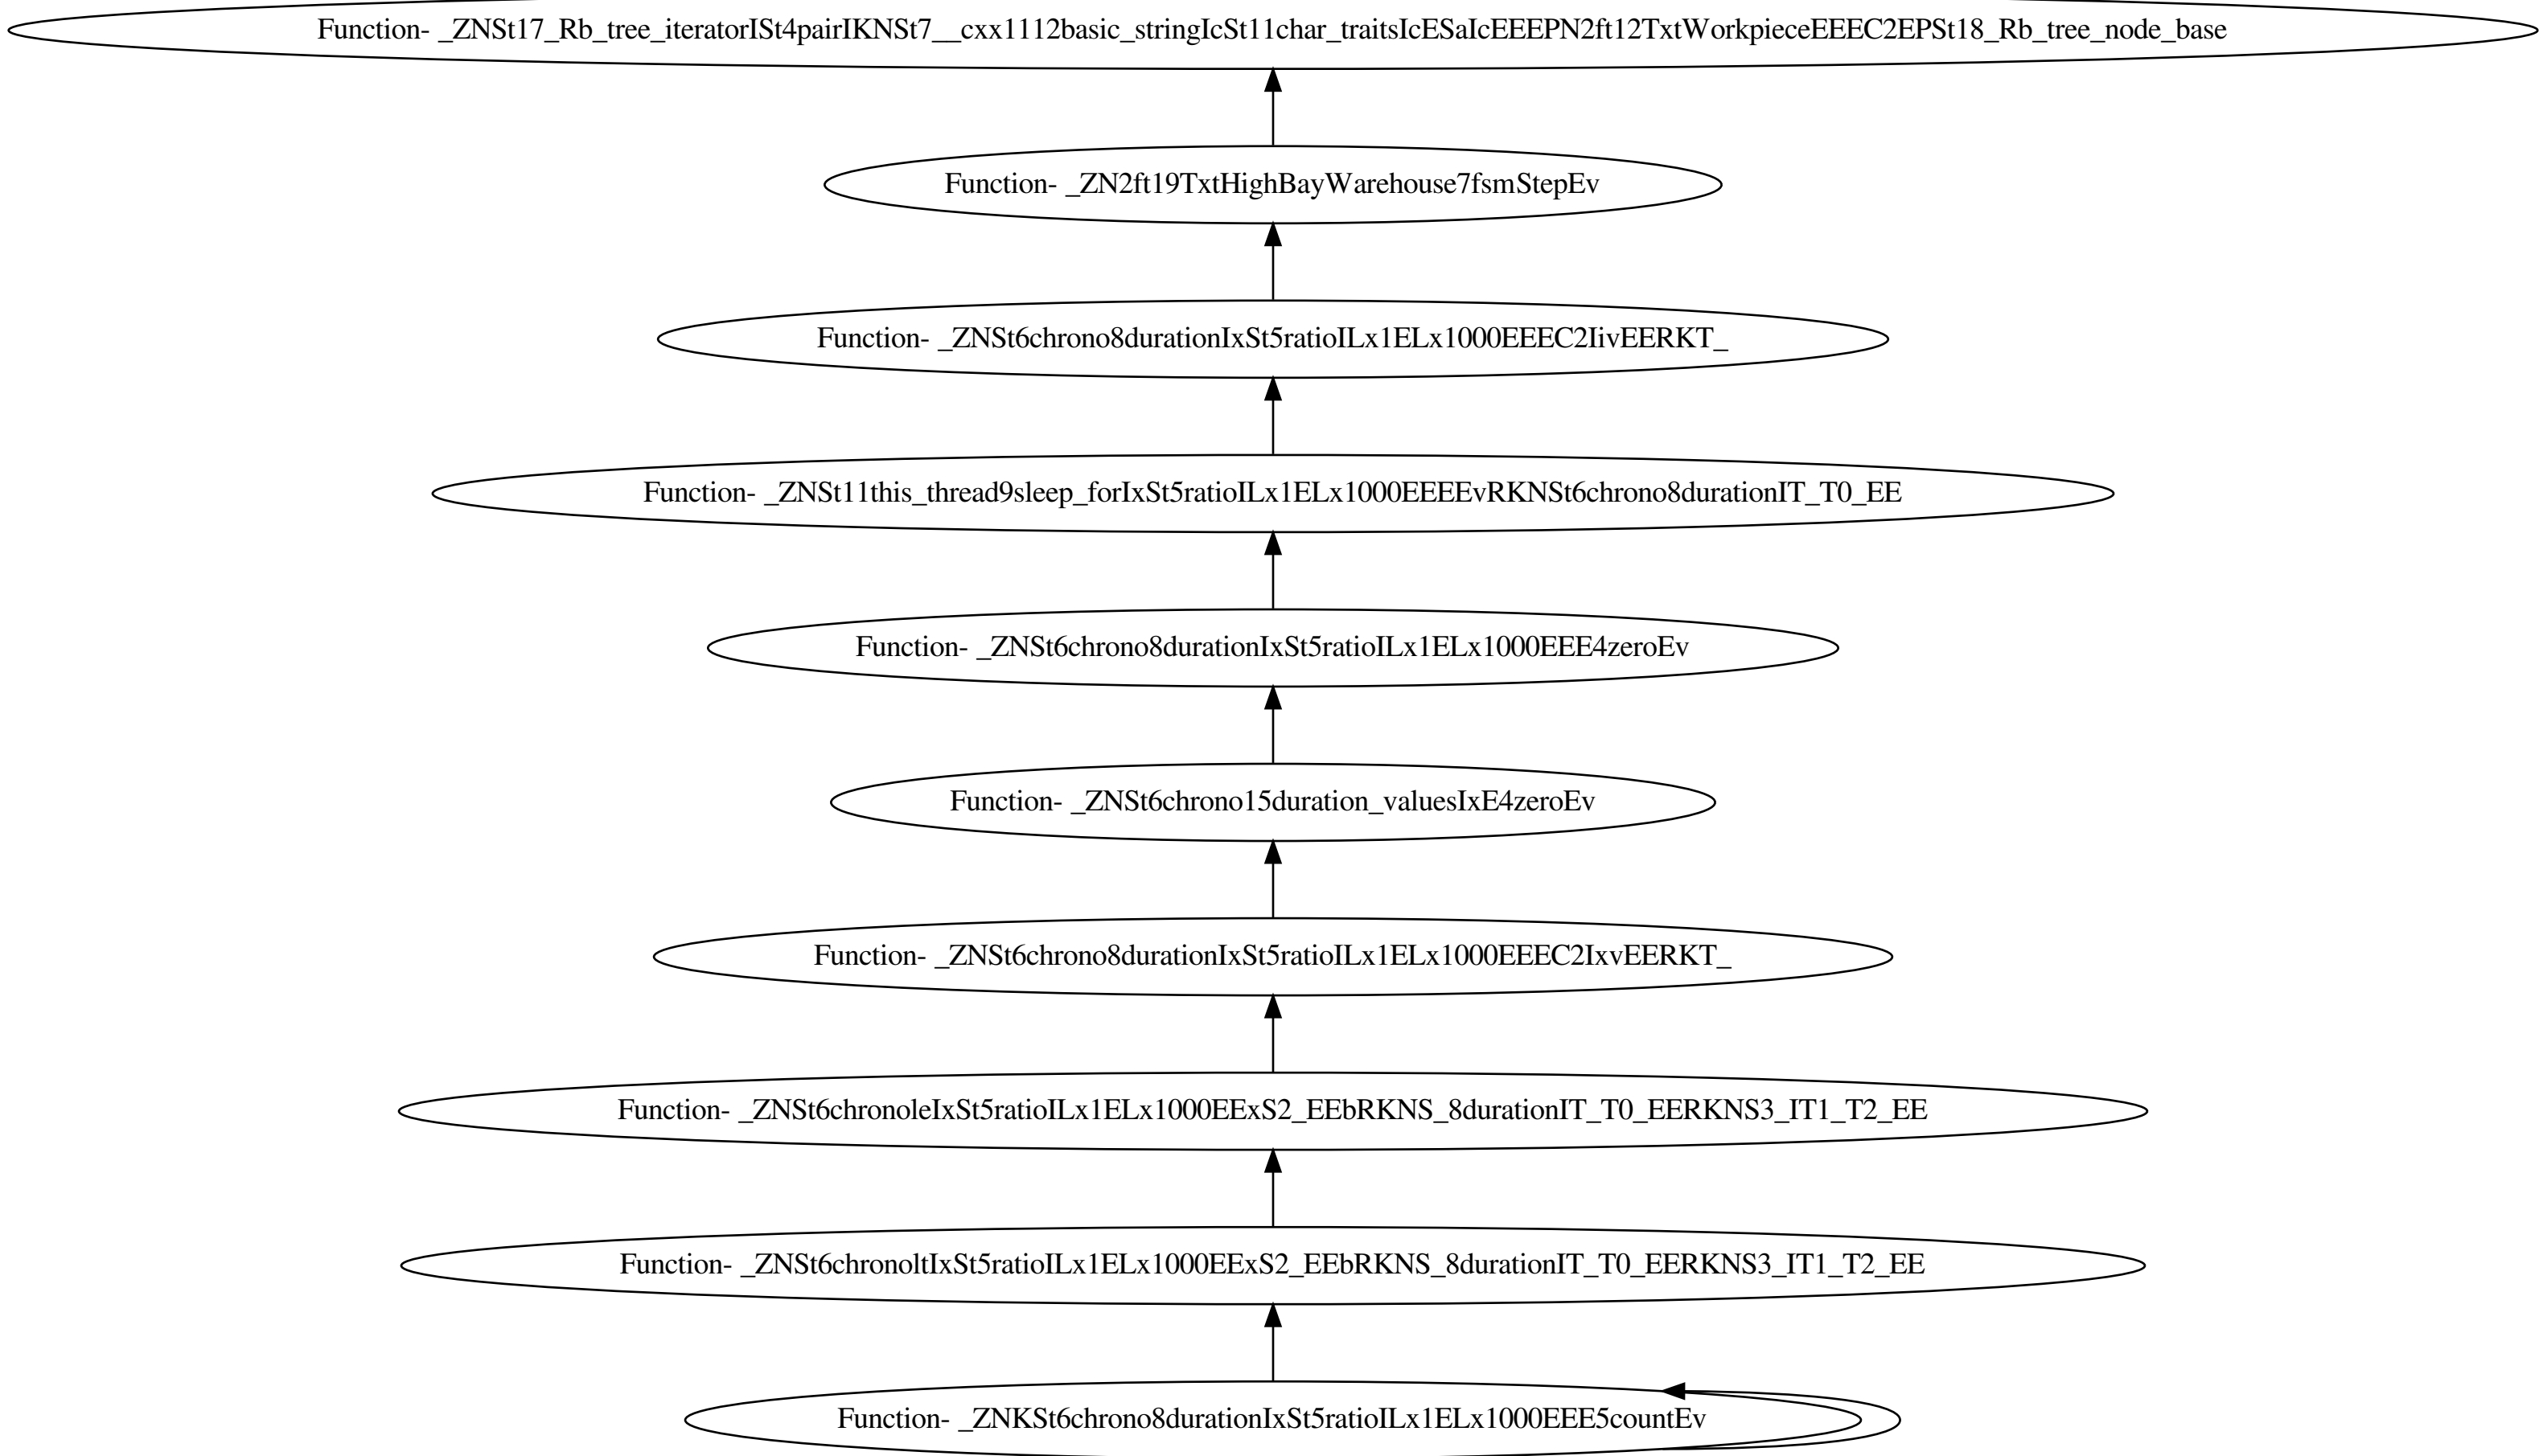 Function- _ZNSt17_Rb_tree_iteratorISt4pairIKNSt7__cxx1112basic_stringIcSt11char_traitsIcESaIcEEEPN2ft12TxtWorkpieceEEEC2EPSt18_Rb_tree_node_base
Function- _ZN2ft19TxtHighBayWarehouse7fsmStepEv
Function- _ZNSt6chrono8durationIxSt5ratioILx1ELx1000EEEC2IivEERKT_
Function- _ZNSt11this_thread9sleep_forIxSt5ratioILx1ELx1000EEEEvRKNSt6chrono8durationIT_T0_EE
Function- _ZNSt6chrono8durationIxSt5ratioILx1ELx1000EEE4zeroEv
Function- _ZNSt6chrono15duration_valuesIxE4zeroEv
Function- _ZNSt6chrono8durationIxSt5ratioILx1ELx1000EEEC2IxvEERKT_
Function- _ZNSt6chronoleIxSt5ratioILx1ELx1000EExS2_EEbRKNS_8durationIT_T0_EERKNS3_IT1_T2_EE
Function- _ZNSt6chronoltIxSt5ratioILx1ELx1000EExS2_EEbRKNS_8durationIT_T0_EERKNS3_IT1_T2_EE
Function- _ZNKSt6chrono8durationIxSt5ratioILx1ELx1000EEE5countEv